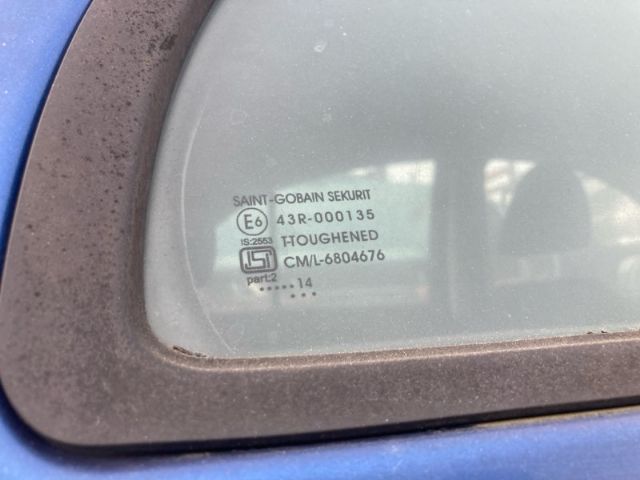 SAINT-GOBAIN SEKURIT
E6 43R-000135
IS:2553 T-TOUGHENED
ISI CM/L-6804676
part:2
.....14
...